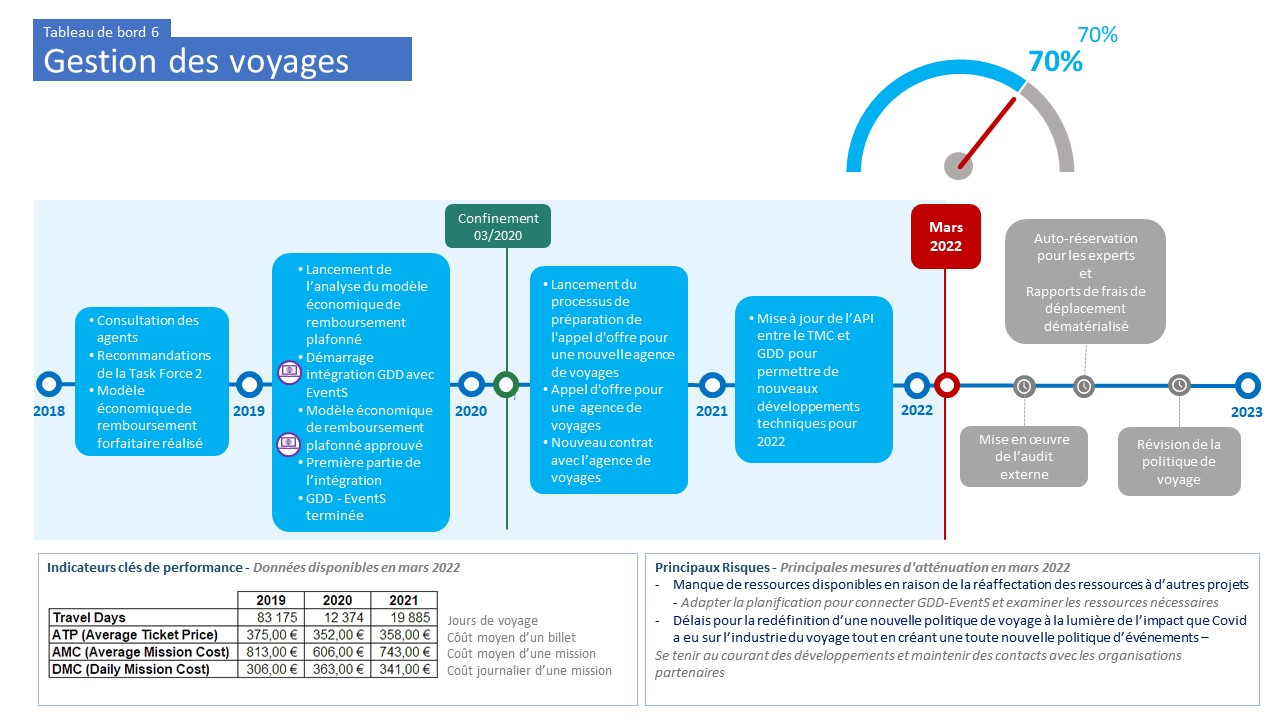 Tableau de bord 6
Gestion des voyages
70%
70%
Confinement
03/2020
Mars
2022
• Consultation des
agents
• Recommandations
de la Task Force 2
• Modèle
économique de
remboursement
forfaitaire réalisé
• Lancement de
l’analyse du modèle
économique de
remboursement
plafonné
• Démarrage
intégration GDD avec
EventS
• Modèle économique
de remboursement
plafonné approuvé
• Première partie de
l’intégration
• GDD - EventS
terminée
• Lancement du
processus de
préparation de
l'appel d'offre pour
une nouvelle agence
de voyages
• Appel d'offre pour
une agence de
voyages
• Nouveau contrat
avec l’agence de
voyages
• Mise à jour de l’API
entre le TMC et
GDD pour
permettre de
nouveaux
développements
techniques pour
2022
Auto-réservation
pour les experts
et
Rapports de frais de
déplacement
dématérialisé
2018
2019
2020
2021
2022
2023
Mise en œuvre
de l’audit
externe
Révision de la
politique de
voyage
Indicateurs clés de performance - Données disponibles en mars 2022
2019 2020 2021
Travel Days 83 175 12 374 19 885 Jours de voyage
ATP (Average Ticket Price) 375,00 € 352,00 € 358,00 € Côût moyen d’un billet
AMC (Average Mission Cost) 813,00 € 606,00 € 743,00 € Coût moyen d’une mission
DMC (Daily Mission Cost) 306,00 € 363,00 € 341,00 € Coût journalier d’une mission
Principaux Risques - Principales mesures d'atténuation en mars 2022
- Manque de ressources disponibles en raison de la réaffectation des ressources à d’autres projets
- Adapter la planification pour connecter GDD-EventS et examiner les ressources nécessaires
- Délais pour la redéfinition d’une nouvelle politique de voyage à la lumière de l’impact que Covid
a eu sur l’industrie du voyage tout en créant une toute nouvelle politique d’événements –
Se tenir au courant des développements et maintenir des contacts avec les organisations
partenaires